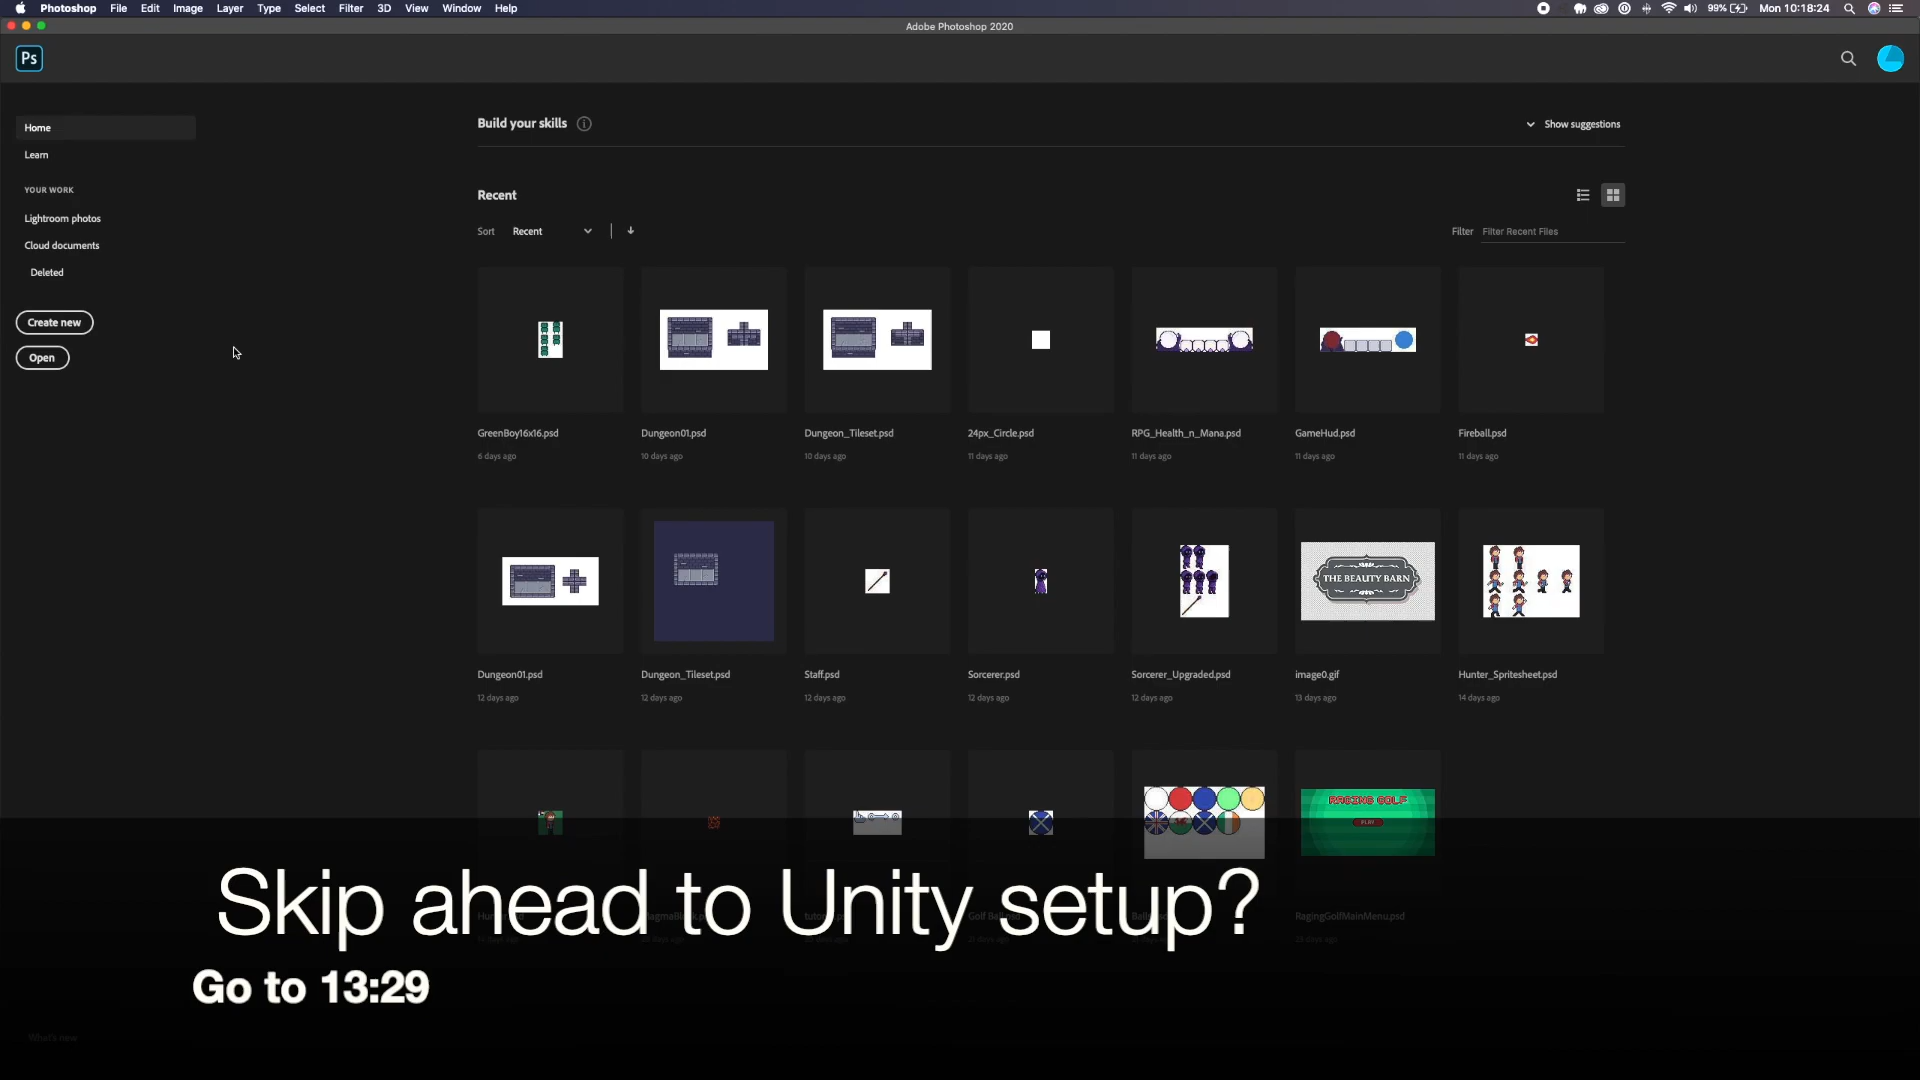 Photoshop File Edit Image Layer Type Select Filter 3D View Window Help
99% Mon 10:18:24
Adobe Photoshop 2020
Ps
Home
Learn
YOUR WORK
Lightroom photos
Cloud documents
Deleted
Create new
Open
Build your skills
Show suggestions
Recent
Sort Recent
Filter Filter Recent Files
GreenBoy16x16.psd Dungeon01.psd Dungeon_Tileset.psd 24px_Circle.psd RPG_Health_n_Mana.psd GameHud.psd Fireball.psd
6 days ago 10 days ago 10 days ago 11 days ago 11 days ago 11 days ago 11 days ago
THE BEAUTY BARN
Dungeon01.psd Dungeon_Tileset.psd Staff.psd Sorcerer.psd Sorcerer_Upgraded.psd image0.gif Hunter_Spritesheet.psd
12 days ago 12 days ago 12 days ago 12 days ago 12 days ago 13 days ago 14 days ago
RAGING GOLF
PLAY
Skip ahead to Unity setup?
RagingGolfMainMenu.psd
Go to 13:29
What's new